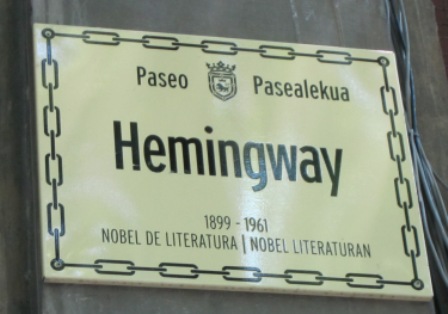 Paseo Pasealekua
Hemingway
1899 - 1961
NOBEL DE LITERATURA | NOBEL LITERATURAN